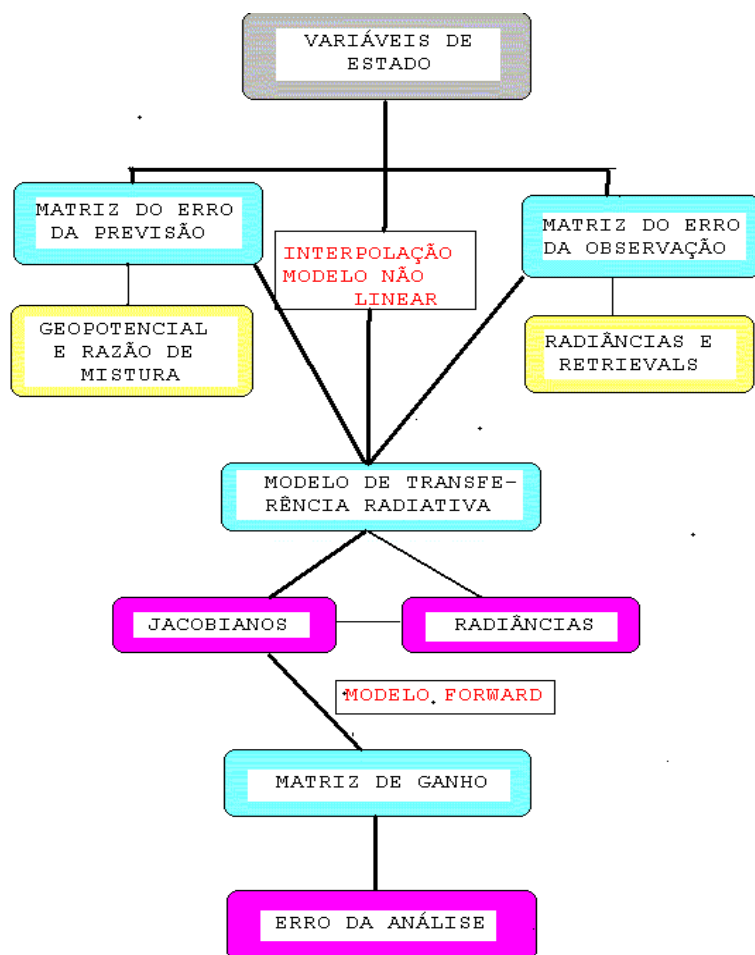 VARIÁVEIS DE
ESTADO
MATRIZ DO ERRO
DA PREVISÃO
INTERPOLAÇÃO
MODELO NÃO
LINEAR
MATRIZ DO ERRO
DA OBSERVAÇÃO
GEOPOTENCIAL
E RAZÃO DE
MISTURA
RADIÂNCIAS E
RETRIEVALS
MODELO DE TRANSFE-
RÊNCIA RADIATIVA
JACOBIANOS
RADIÂNCIAS
MODELO FORWARD
MATRIZ DE GANHO
ERRO DA ANÁLISE